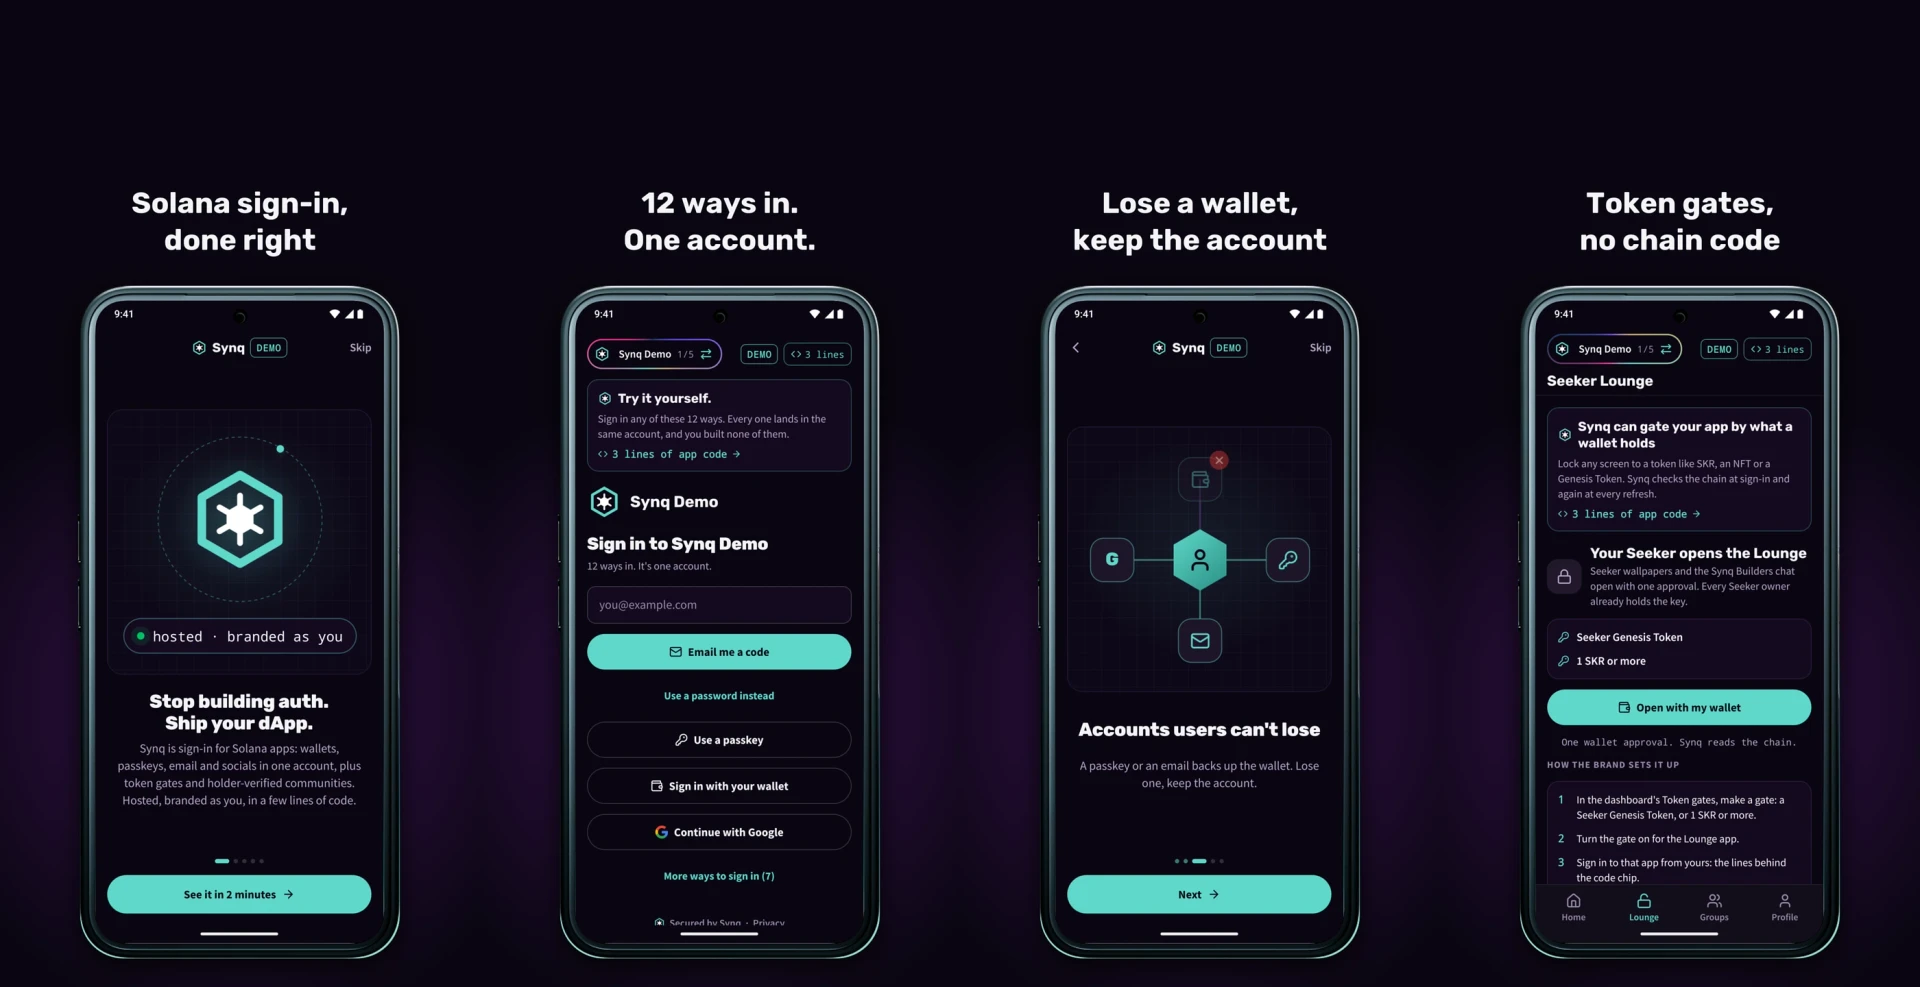 Solana sign-in,
done right
9:41
Synq DEMO
Skip
hosted · branded as you
Stop building auth.
Ship your dApp.
Synq is sign-in for Solana apps: wallets,
passkeys, email and socials in one account, plus
token gates and holder-verified communities.
Hosted, branded as you, in a few lines of code.
See it in 2 minutes →
12 ways in.
One account.
9:41
Synq Demo 1/5
DEMO
<> 3 lines
Try it yourself.
Sign in any of these 12 ways. Every one lands in the
same account, and you built none of them.
<> 3 lines of app code →
Synq Demo
Sign in to Synq Demo
12 ways in. It's one account.
you@example.com
Email me a code
Use a password instead
Use a passkey
Sign in with your wallet
Continue with Google
More ways to sign in (7)
Secured by Synq · Privacy
Lose a wallet,
keep the account
9:41
Synq DEMO
Skip
G
Accounts users can't lose
A passkey or an email backs up the wallet. Lose
one, keep the account.
Next →
Token gates,
no chain code
9:41
Synq Demo 1/5
DEMO
<> 3 lines
Seeker Lounge
Synq can gate your app by what a
wallet holds
Lock any screen to a token like SKR, an NFT or a
Genesis Token. Synq checks the chain at sign-in and
again at every refresh.
<> 3 lines of app code →
Your Seeker opens the Lounge
Seeker wallpapers and the Synq Builders chat
open with one approval. Every Seeker owner
already holds the key.
Seeker Genesis Token
1 SKR or more
Open with my wallet
One wallet approval. Synq reads the chain.
HOW THE BRAND SETS IT UP
1 In the dashboard's Token gates, make a gate: a
Seeker Genesis Token, or 1 SKR or more.
2 Turn the gate on for the Lounge app.
3 Sign in to that app from yours: the lines behind
the code chip.
Home
Lounge
Groups
Profile